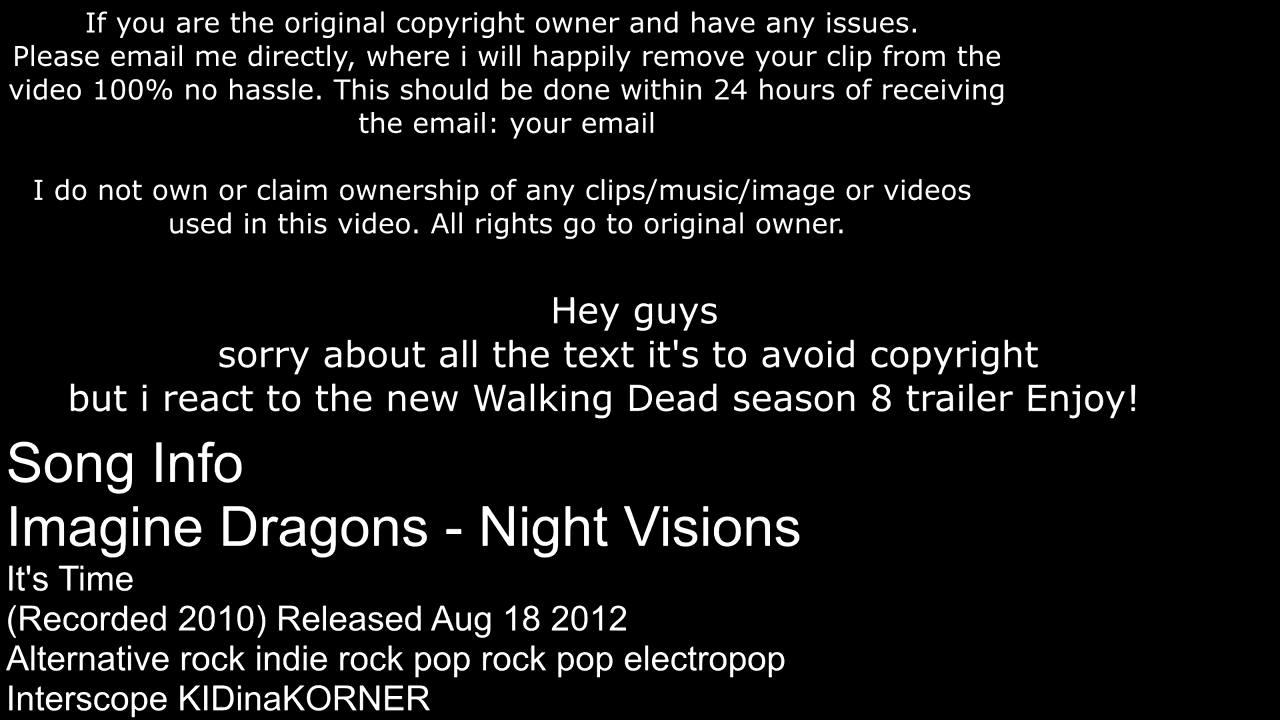 If you are the original copyright owner and have any issues.
Please email me directly, where i will happily remove your clip from the
video 100% no hassle. This should be done within 24 hours of receiving
the email: your email
I do not own or claim ownership of any clips/music/image or videos
used in this video. All rights go to original owner.
Hey guys
sorry about all the text it's to avoid copyright
but i react to the new Walking Dead season 8 trailer Enjoy!
Song Info
Imagine Dragons - Night Visions
It's Time
(Recorded 2010) Released Aug 18 2012
Alternative rock indie rock pop rock pop electropop
Interscope KIDinaKORNER